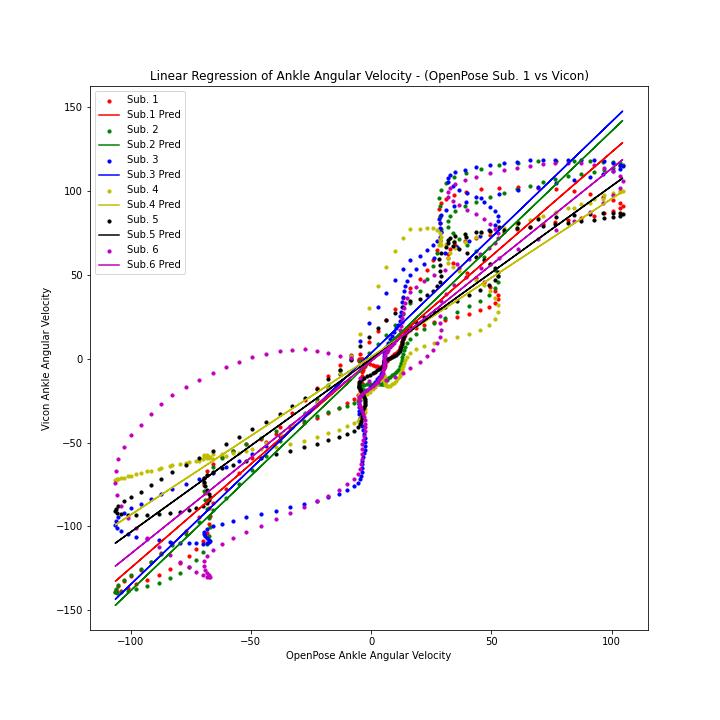 Linear Regression of Ankle Angular Velocity - (OpenPose Sub. 1 vs Vicon)
Sub. 1
Sub.1 Pred
Sub. 2
Sub.2 Pred
Sub. 3
Sub.3 Pred
Sub. 4
Sub.4 Pred
Sub. 5
Sub.5 Pred
Sub. 6
Sub.6 Pred
Vicon Ankle Angular Velocity
150
100
50
0
−50
−100
−150
−100
−50
0
50
100
OpenPose Ankle Angular Velocity